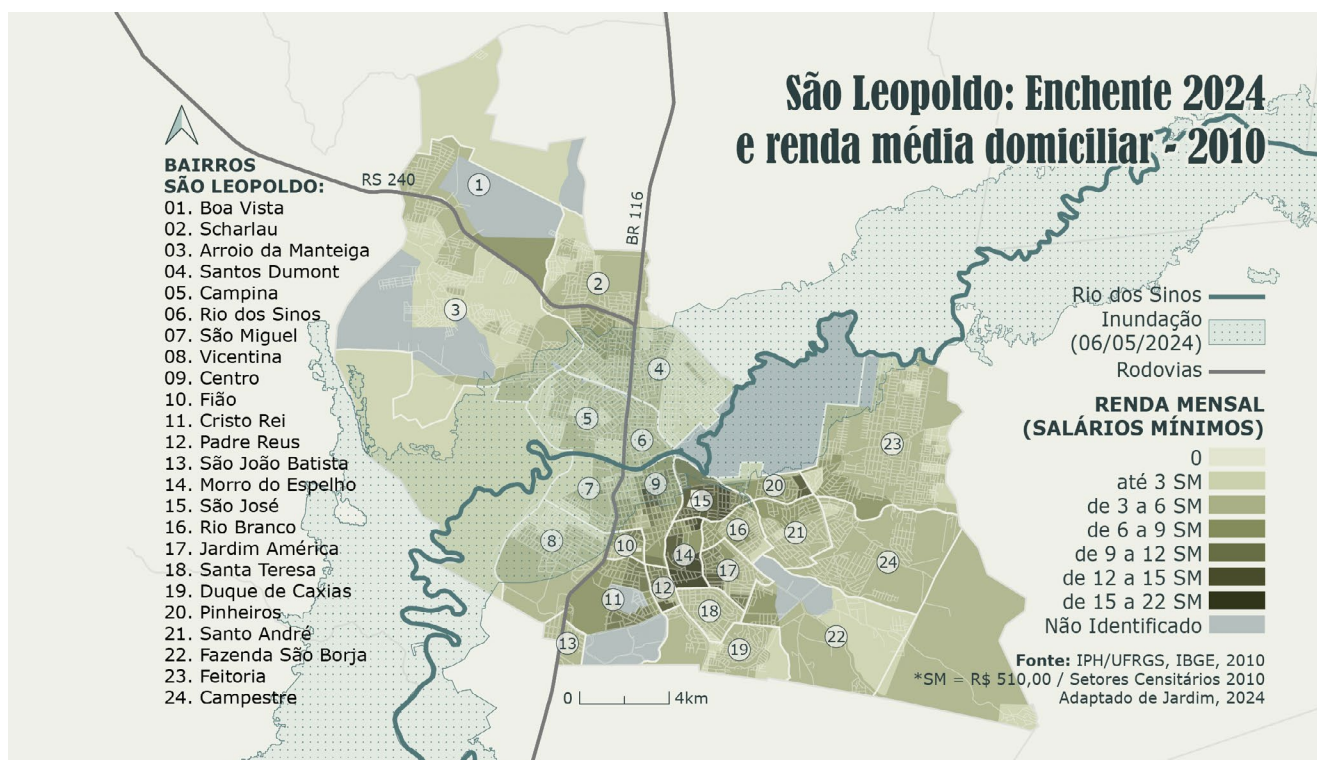 São Leopoldo: Enchente 2024
e renda média domiciliar - 2010
BAIRROS
SÃO LEOPOLDO:
01. Boa Vista
02. Scharlau
03. Arroio da Manteiga
04. Santos Dumont
05. Campina
06. Rio dos Sinos
07. São Miguel
08. Vicentina
09. Centro
10. Fião
11. Cristo Rei
12. Padre Reus
13. São João Batista
14. Morro do Espelho
15. São José
16. Rio Branco
17. Jardim América
18. Santa Teresa
19. Duque de Caxias
20. Pinheiros
21. Santo André
22. Fazenda São Borja
23. Feitoria
24. Campestre
RS 240
BR 116
1
2
3
4
5
6
7
8
9
10
11
12
13
14
15
16
17
18
19
20
21
22
23
24
0 4km
Rio dos Sinos
Inundação
(06/05/2024)
Rodovias
RENDA MENSAL
(SALÁRIOS MÍNIMOS)
0
até 3 SM
de 3 a 6 SM
de 6 a 9 SM
de 9 a 12 SM
de 12 a 15 SM
de 15 a 22 SM
Não Identificado
Fonte: IPH/UFRGS, IBGE, 2010
*SM = R$ 510,00 / Setores Censitários 2010
Adaptado de Jardim, 2024